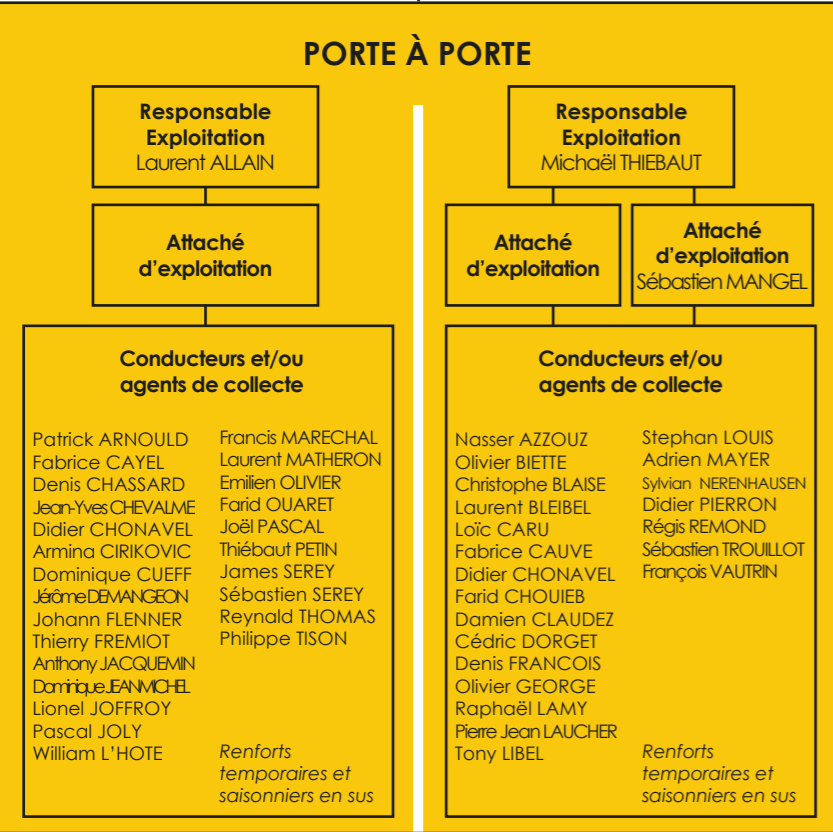 PORTE À PORTE
Responsable
Exploitation
Laurent ALLAIN
Attaché
d'exploitation
Conducteurs et/ou
agents de collecte
Patrick ARNOULD
Fabrice CAYEL
Denis CHASSARD
Jean-Yves CHEVALME
Didier CHONAVEL
Armina CIRIKOVIC
Dominique CUEFF
Jérôme DEMANGEON
Johann FLENNER
Thierry FREMIOT
Anthony JACQUEMIN
Dominique JEANMICHEL
Lionel JOFFROY
Pascal JOLY
William L'HOTE
Francis MARECHAL
Laurent MATHERON
Emilien OLIVIER
Farid OUARET
Joël PASCAL
Thiébaut PETIN
James SEREY
Sébastien SEREY
Reynald THOMAS
Philippe TISON
Renforts
temporaires et
saisonniers en sus
Responsable
Exploitation
Michaël THIEBAUT
Attaché
d'exploitation
Attaché
d'exploitation
Sébastien MANGEL
Conducteurs et/ou
agents de collecte
Nasser AZZOUZ
Olivier BIETTE
Christophe BLAISE
Laurent BLEIBEL
Loïc CARU
Fabrice CAUVE
Didier CHONAVEL
Farid CHOUIEB
Damien CLAUDEZ
Cédric DORGET
Denis FRANCOIS
Olivier GEORGE
Raphaël LAMY
Pierre Jean LAUCHER
Tony LIBEL
Stephan LOUIS
Adrien MAYER
Sylvian NERENHAUSEN
Didier PIERRON
Régis REMOND
Sébastien TROUILLOT
François VAUTRIN
Renforts
temporaires et
saisonniers en sus